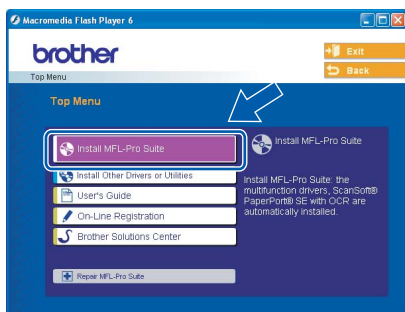 Macromedia Flash Player 6
brother
Exit
Back
Top Menu
Top Menu
Install MFL-Pro Suite
Install Other Drivers or Utilities
User's Guide
On-Line Registration
Brother Solutions Center
Repair MFL-Pro Suite
Install MFL-Pro Suite
Install MFL-Pro Suite: the
multifunction drivers, ScanSoft®
PaperPort® SE with OCR are
automatically installed.